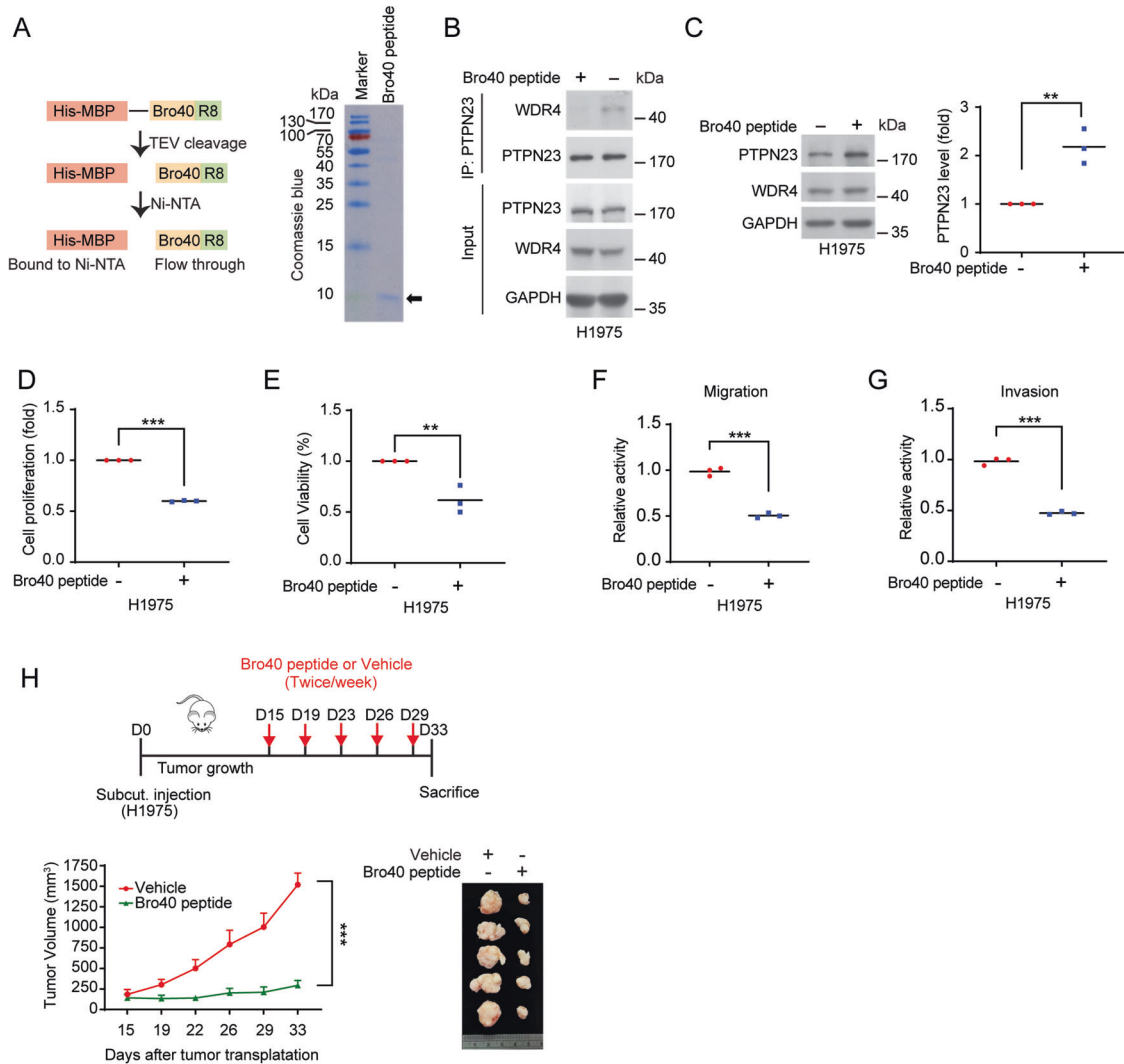 A
His-MBP
Bro40 R8
TEV cleavage
His-MBP
Bro40 R8
Ni-NTA
His-MBP
Bro40 R8
Bound to Ni-NTA
Flow through
kDa
Marker
Bro40 peptide
170
130
100
70
55
40
35
25
15
10
Coomassie blue
B
Bro40 peptide + − kDa
IP: PTPN23
WDR4
40
PTPN23
170
Input
PTPN23
170
WDR4
40
GAPDH
35
H1975
C
Bro40 peptide − + kDa
PTPN23
170
WDR4
40
GAPDH
35
H1975
PTPN23 level (fold)
3
2
1
0
**
Bro40 peptide - +
D
Cell proliferation (fold)
1.5
1.0
0.5
0.0
***
Bro40 peptide - +
H1975
E
Cell Viability (%)
1.5
1.0
0.5
0.0
**
Bro40 peptide - +
H1975
F
Migration
Relative activity
1.5
1.0
0.5
0.0
***
Bro40 peptide - +
H1975
G
Invasion
Relative activity
1.5
1.0
0.5
0.0
***
Bro40 peptide - +
H1975
H
Bro40 peptide or Vehicle
(Twice/week)
D0
D15 D19 D23 D26 D29
D33
Tumor growth
Subcut. injection
(H1975)
Sacrifice
Tumor Volume (mm³)
1750
1500
1250
1000
750
500
250
0
Vehicle
Bro40 peptide
***
15 19 22 26 29 33
Days after tumor transplatation
Vehicle + -
Bro40 peptide - +